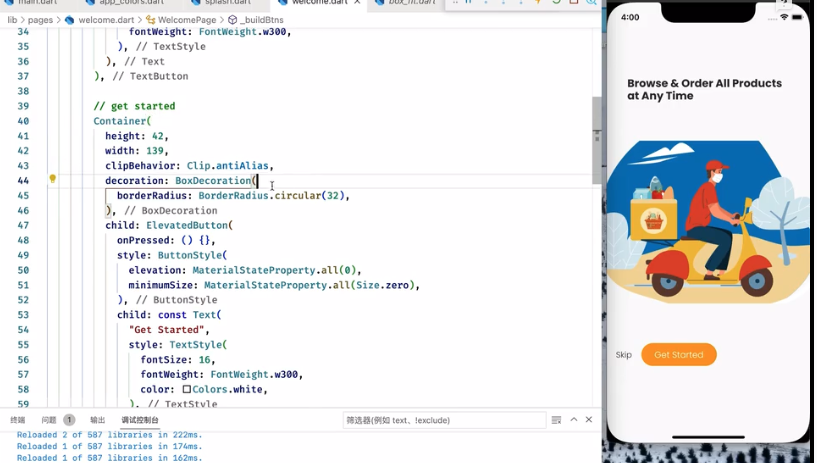 main.dart app_colors.dart splash.dart welcome.dart box_fit.dart
lib > pages > welcome.dart > WelcomePage > _buildBtns
34 fontWeight: FontWeight.w300,
35 ), // TextStyle
36 ), // Text
37 ), // TextButton
38
39 // get started
40 Container(
41 height: 42,
42 width: 139,
43 clipBehavior: Clip.antiAlias,
44 decoration: BoxDecoration(
45 borderRadius: BorderRadius.circular(32),
46 ), // BoxDecoration
47 child: ElevatedButton(
48 onPressed: () {},
49 style: ButtonStyle(
50 elevation: MaterialStateProperty.all(0),
51 minimumSize: MaterialStateProperty.all(Size.zero),
52 ), // ButtonStyle
53 child: const Text(
54 "Get Started",
55 style: TextStyle(
56 fontSize: 16,
57 fontWeight: FontWeight.w300,
58 color: Colors.white,
59 ), // TextStyle
终端 问题 1 输出 调试控制台 筛选器(例如 text、!exclude)
Reloaded 2 of 587 libraries in 222ms.
Reloaded 1 of 587 libraries in 174ms.
Reloaded 1 of 587 libraries in 162ms.
4:00
Browse & Order All Products
at Any Time
Skip Get Started